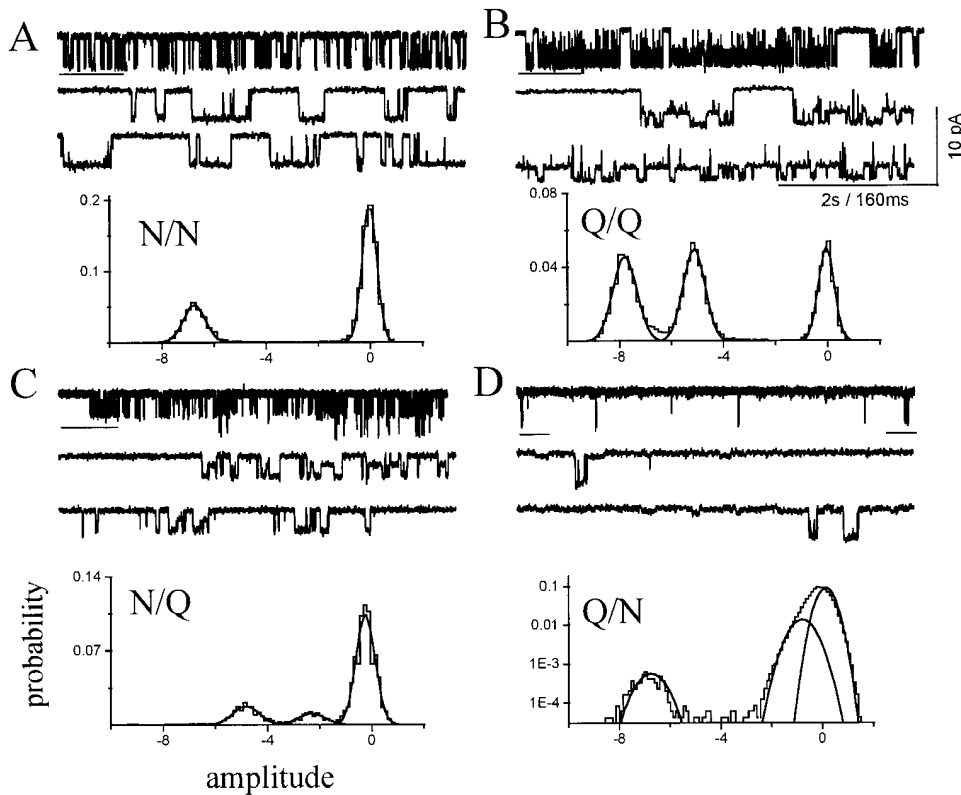 A
B
10 pA
2s / 160ms
0.2
0.1
N/N
-8
-4
0
0.08
0.04
Q/Q
-8
-4
0
C
D
0.14
0.07
N/Q
-8
-4
0
probability
amplitude
0.1
0.01
1E-3
1E-4
Q/N
-8
-4
0